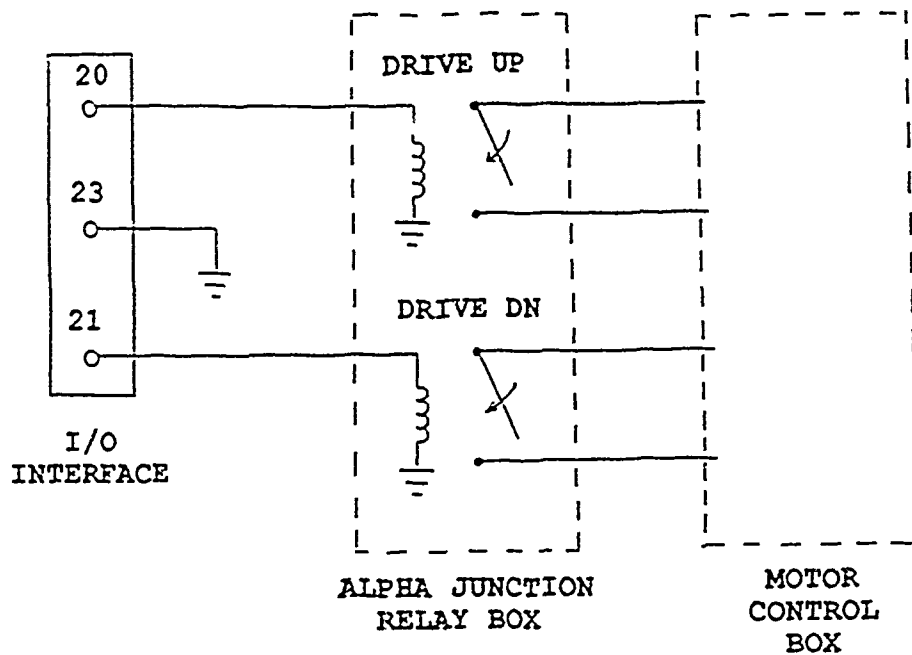 20
DRIVE UP
23
DRIVE DN
21
I/O
INTERFACE
ALPHA JUNCTION
RELAY BOX
MOTOR
CONTROL
BOX